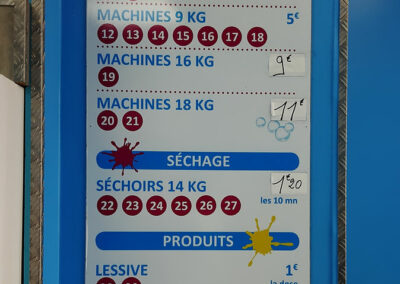 MACHINES 9 KG 5€
12 13 14 15 16 17 18
MACHINES 16 KG 9€
19
MACHINES 18 KG 11€
20 21
SÉCHAGE
SÉCHOIRS 14 KG 1€20
22 23 24 25 26 27 les 10 mn
PRODUITS
LESSIVE 1€
la dose